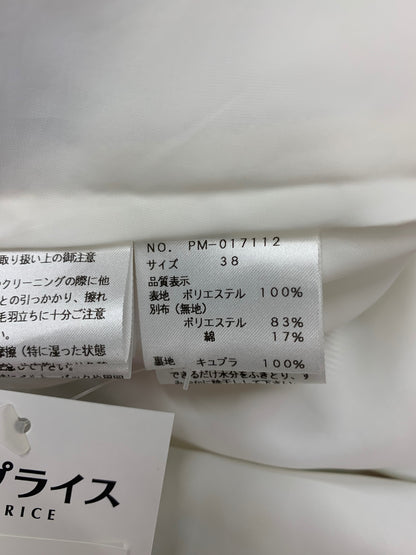 取り扱い上の御注意
クリーニングの際に他
との引っかかり、擦れ
毛羽立ちに十分ご注意
摩擦（特に湿った状態
NO. PM-017112
サイズ 38
品質表示
表地 ポリエステル 100%
別布（無地）
ポリエステル 83%
綿 17%
裏地 キュプラ 100%
できるだけ水分をふきとり、す
プライス
RICE